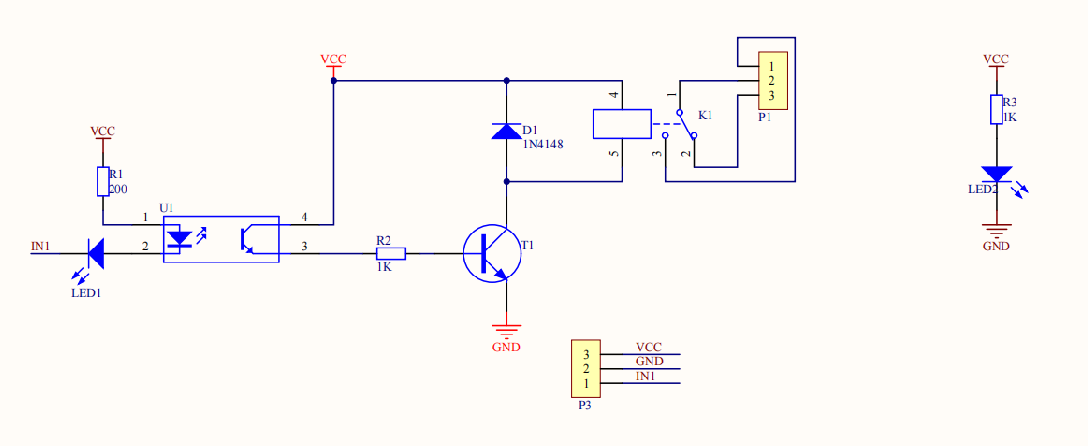 VCC
VCC
4
1
K1
1
2
3
P1
VCC
R3
1K
D1
1N4148
5
3
2
VCC
R1
200
LED2
GND
U1
1
4
IN1
2
3
R2
1K
T1
LED1
GND
3
VCC
2
GND
1
IN1
P3